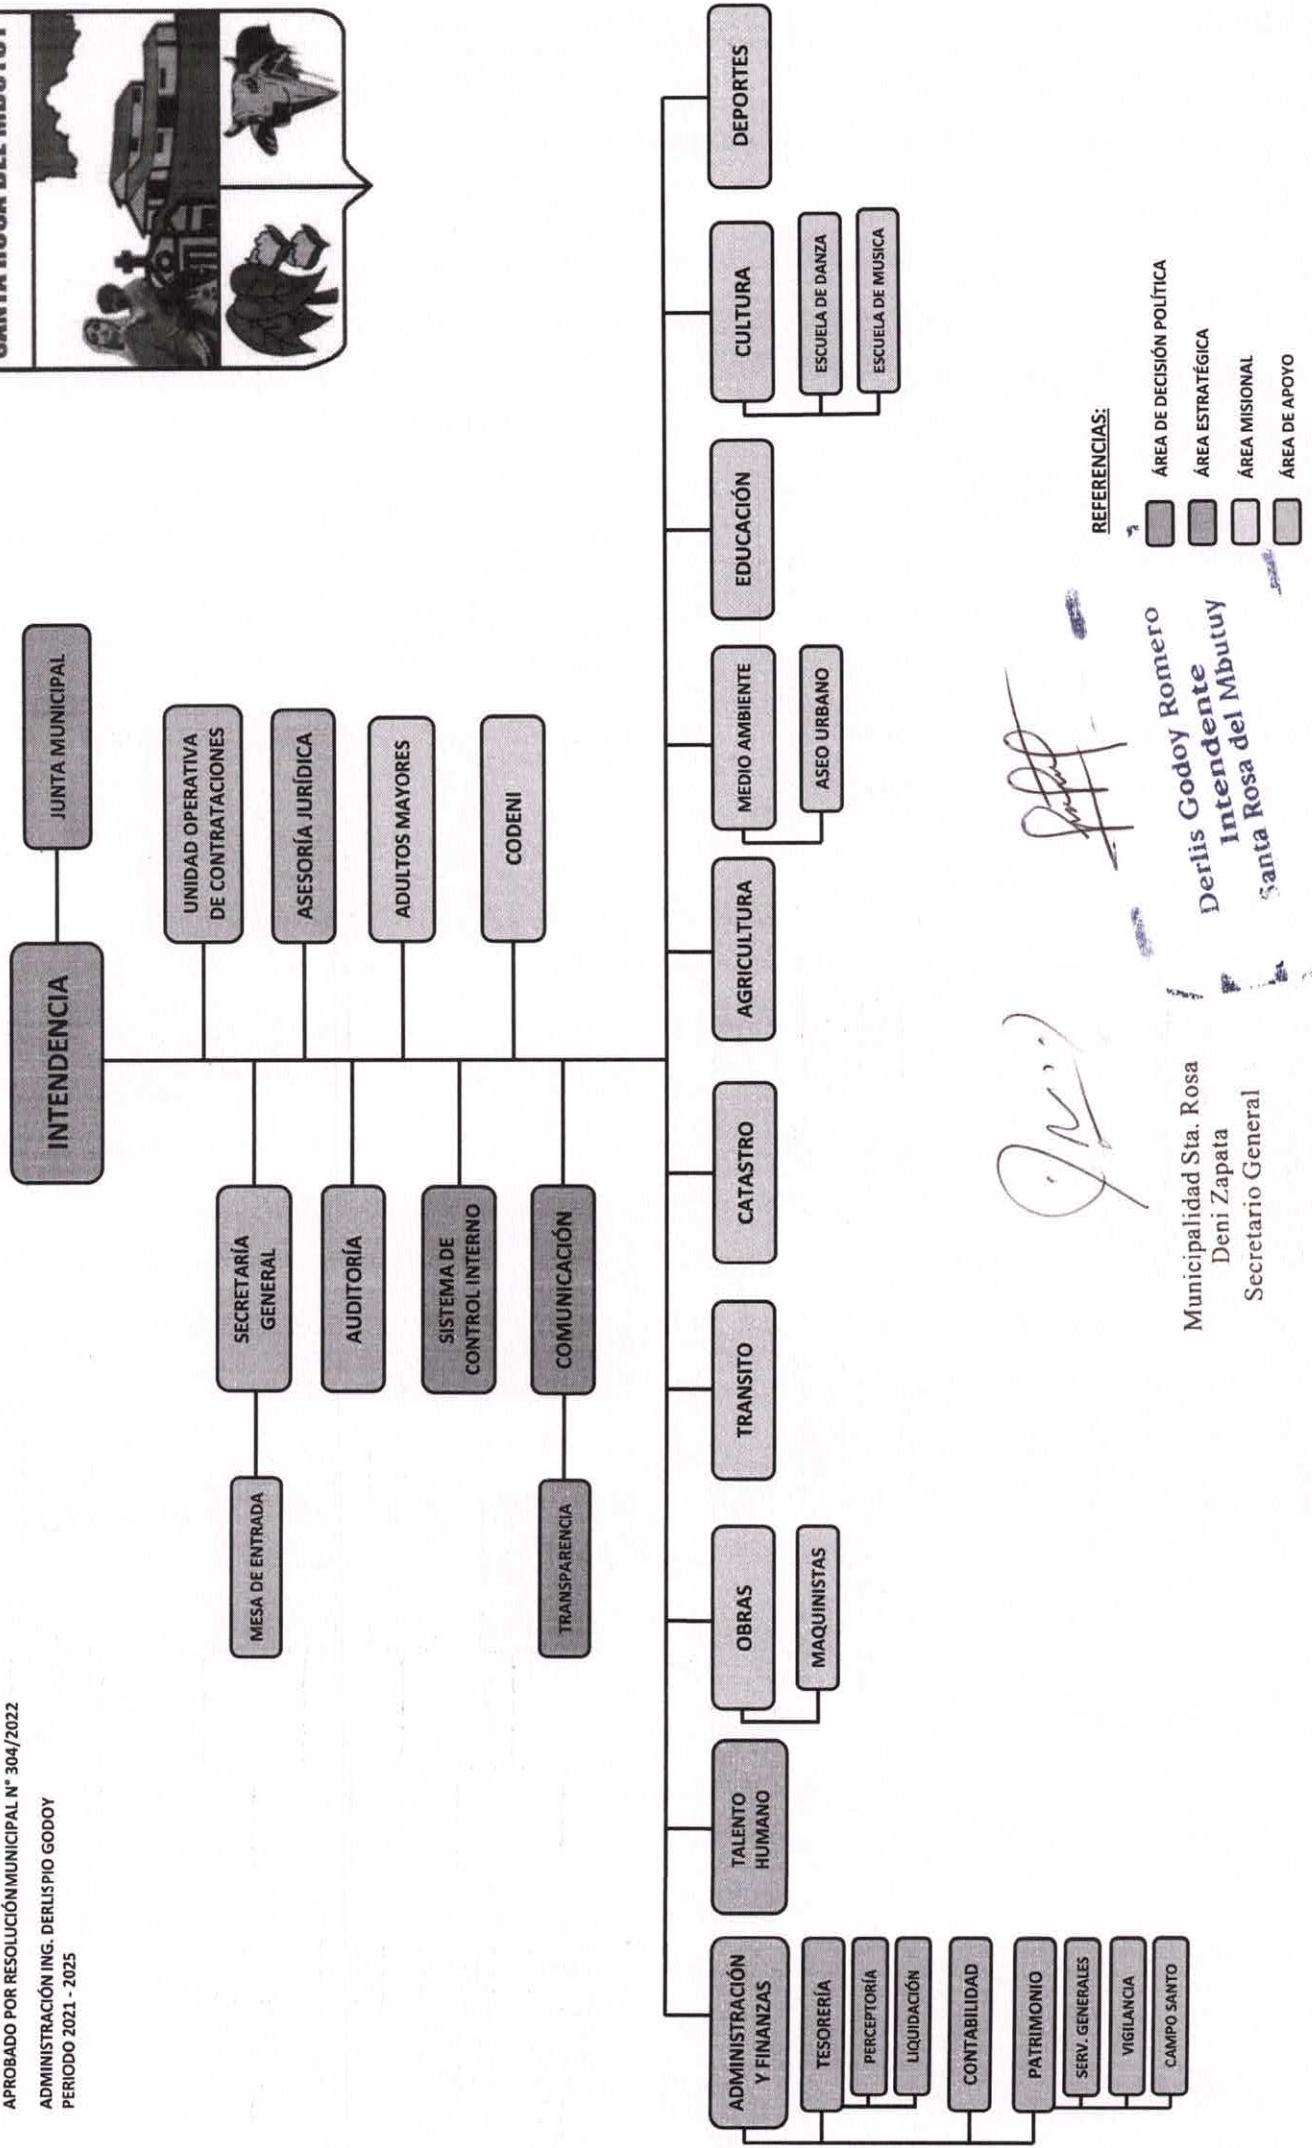 APROBADO POR RESOLUCIÓN MUNICIPAL N° 304/2022
ADMINISTRACIÓN ING. DERLIS PIO GODOY
PERIODO 2021 - 2025
INTENDENCIA
JUNTA MUNICIPAL
UNIDAD OPERATIVA
DE CONTRATACIONES
SECRETARÍA
GENERAL
MESA DE ENTRADA
ASESORÍA JURÍDICA
AUDITORÍA
ADULTOS MAYORES
SISTEMA DE
CONTROL INTERNO
CODENI
COMUNICACIÓN
TRANSPARENCIA
ADMINISTRACIÓN
Y FINANZAS
TESORERÍA
PERCEPTORÍA
LIQUIDACIÓN
CONTABILIDAD
PATRIMONIO
SERV. GENERALES
VIGILANCIA
CAMPO SANTO
TALENTO
HUMANO
OBRAS
MAQUINISTAS
TRANSITO
CATASTRO
AGRICULTURA
MEDIO AMBIENTE
ASEO URBANO
EDUCACIÓN
CULTURA
ESCUELA DE DANZA
ESCUELA DE MUSICA
DEPORTES
Municipalidad Sta. Rosa
Deni Zapata
Secretario General
Derlis Godoy Romero
Intendente
Santa Rosa del Mbutuy
REFERENCIAS:
ÁREA DE DECISIÓN POLÍTICA
ÁREA ESTRATÉGICA
ÁREA MISIONAL
ÁREA DE APOYO